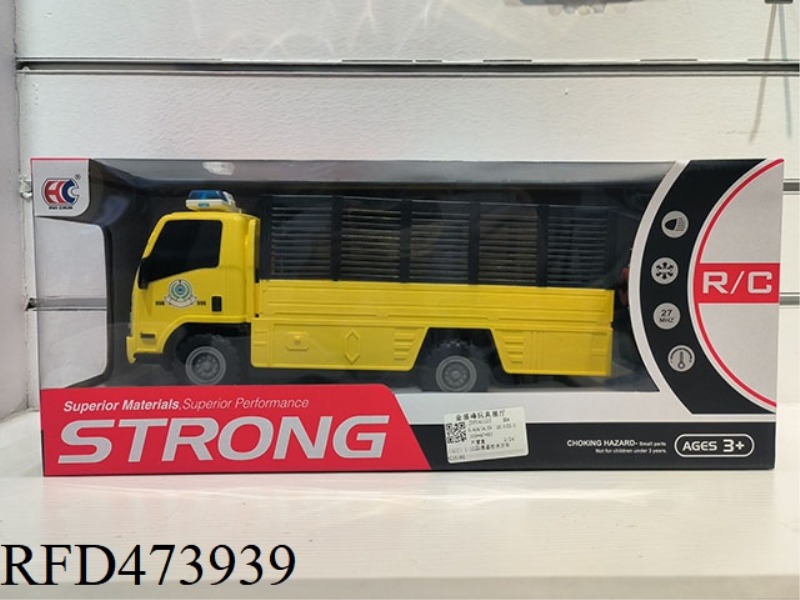 HC
R/C
27
MHZ
Superior Materials, Superior Performance
STRONG
CHOKING HAZARD- Small parts
Not for children under 3 years.
AGES 3+
RFD473939